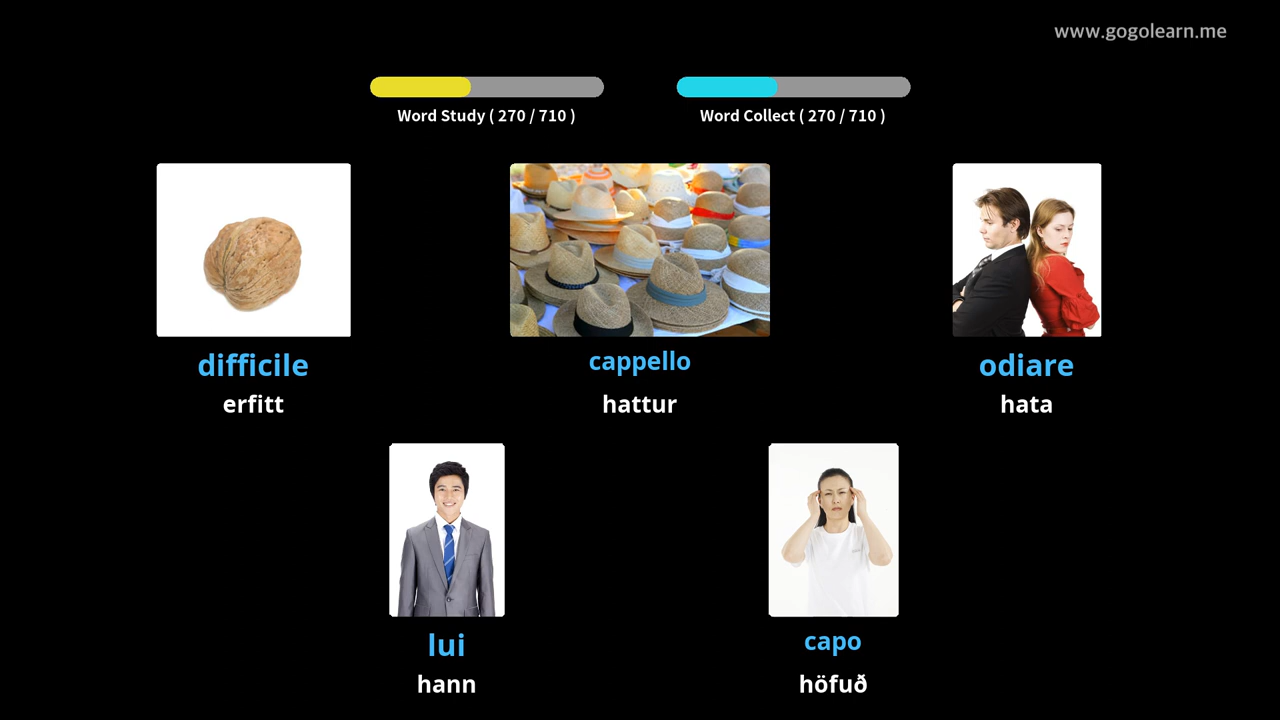 www.gogolearn.me
Word Study ( 270 / 710 )
Word Collect ( 270 / 710 )
difficile
erfitt
cappello
hattur
odiare
hata
lui
hann
capo
höfuð